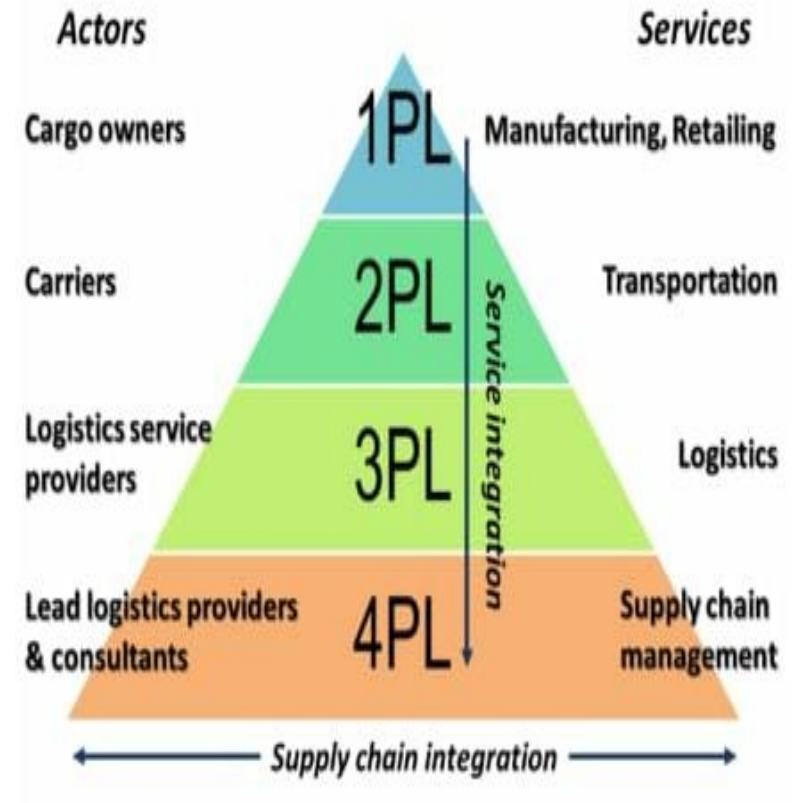 Actors
Services
Cargo owners
1PL
Manufacturing, Retailing
Carriers
2PL
Transportation
Service integration
Logistics service
providers
3PL
Logistics
Lead logistics providers
& consultants
4PL
Supply chain
management
Supply chain integration